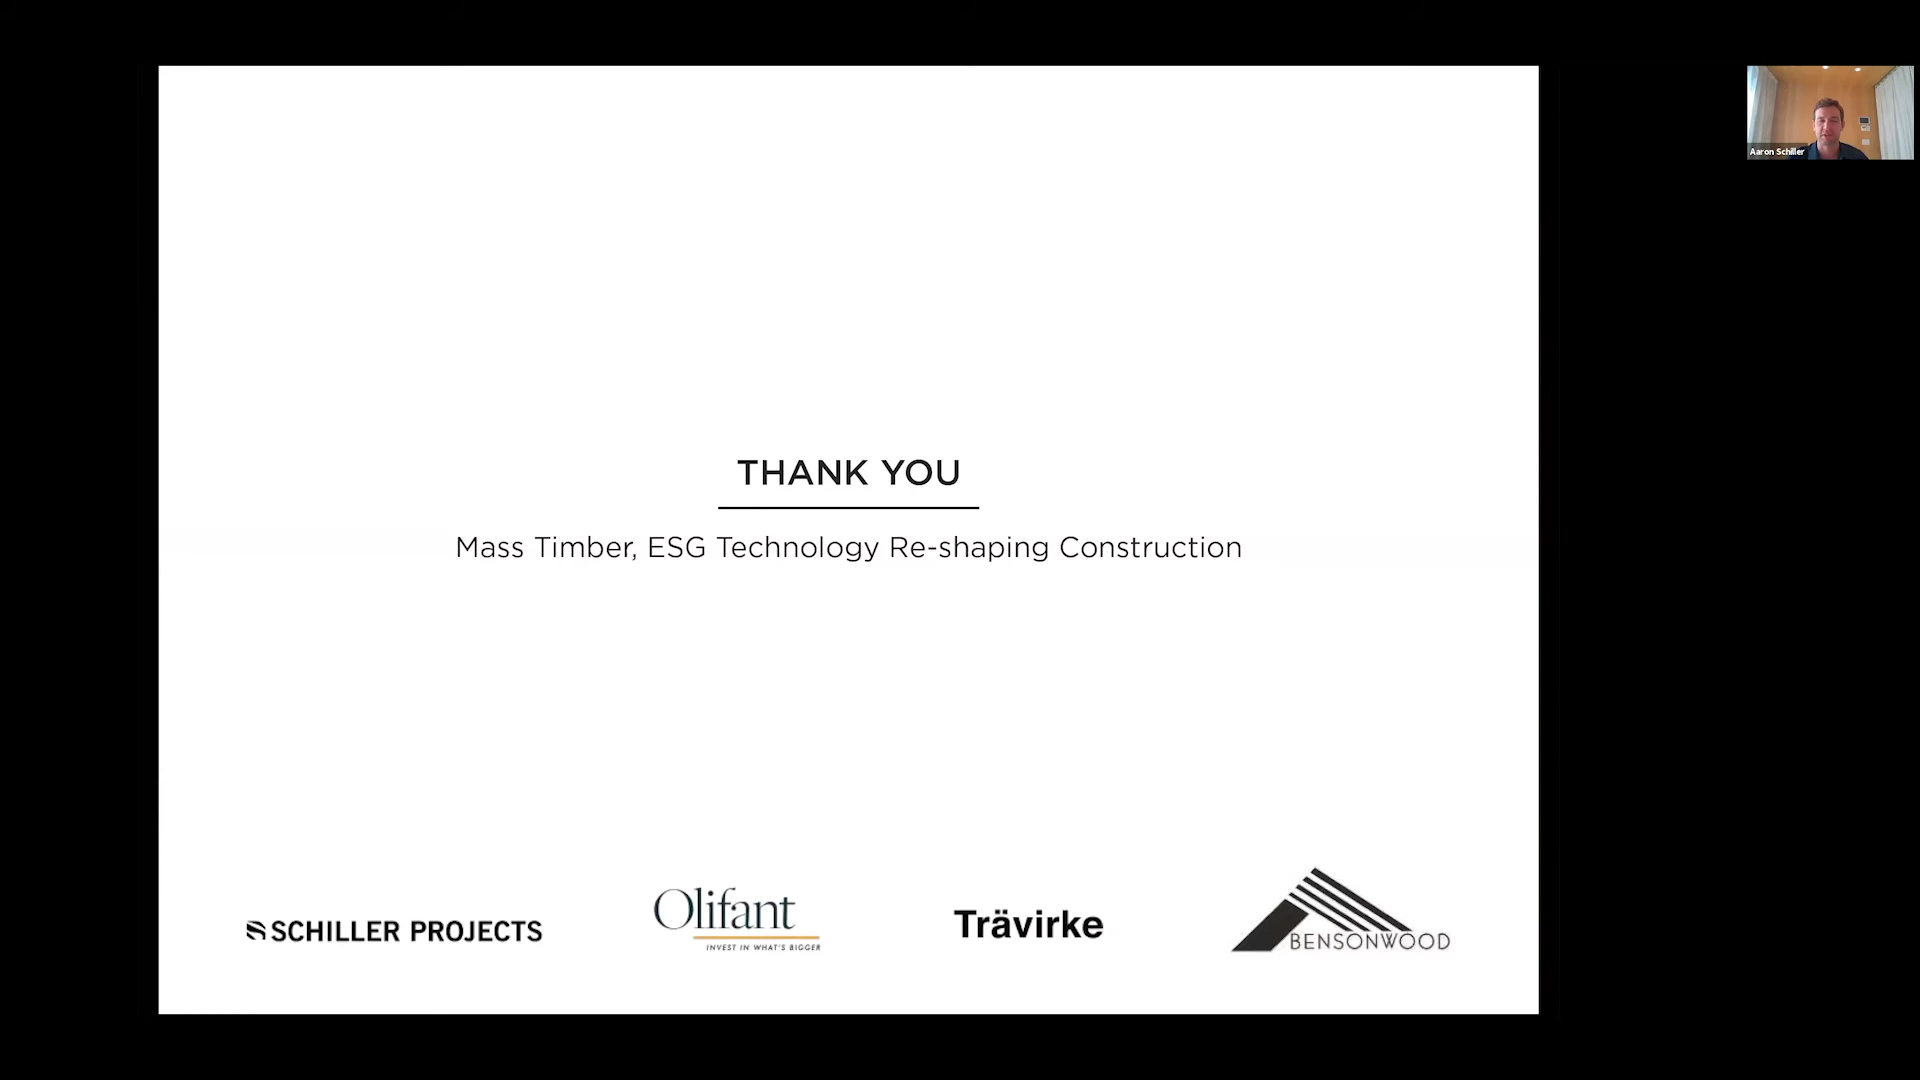 Aaron Schiller
THANK YOU
Mass Timber, ESG Technology Re-shaping Construction
SCHILLER PROJECTS
Olifant
INVEST IN WHAT'S BIGGER
Trävirke
BENSONWOOD